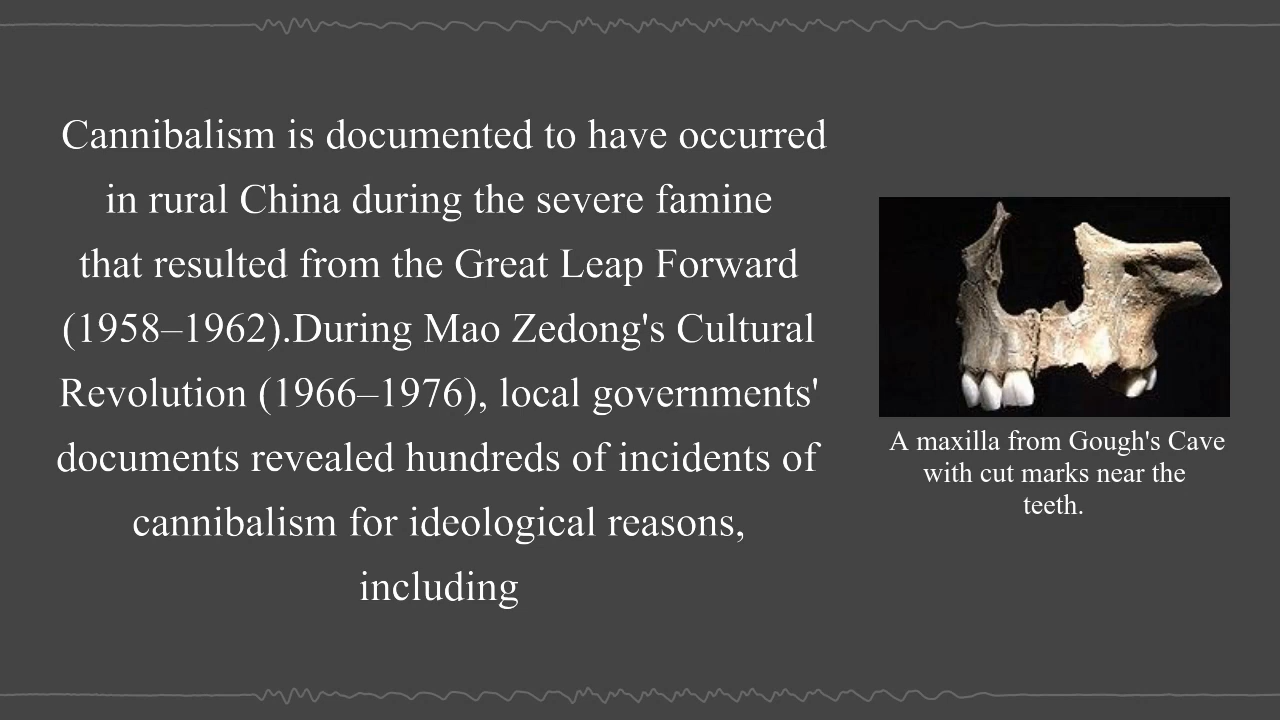 Cannibalism is documented to have occurred
in rural China during the severe famine
that resulted from the Great Leap Forward
(1958–1962).During Mao Zedong's Cultural
Revolution (1966–1976), local governments'
documents revealed hundreds of incidents of
cannibalism for ideological reasons,
including
A maxilla from Gough's Cave
with cut marks near the
teeth.